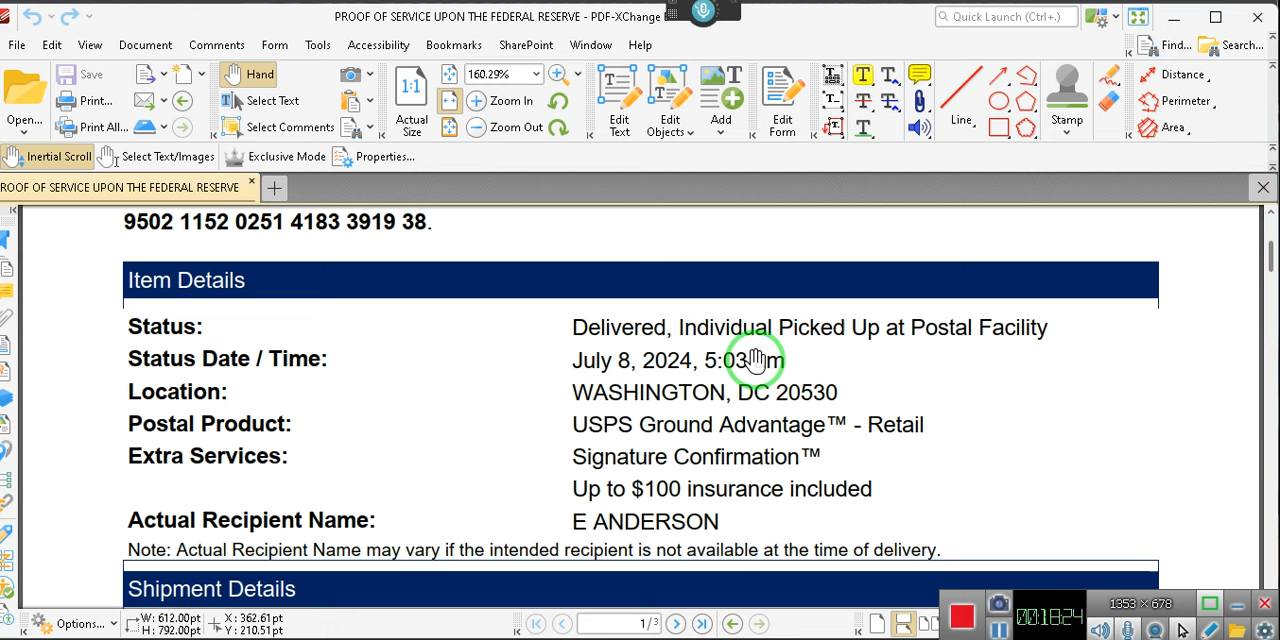 PROOF OF SERVICE UPON THE FEDERAL RESERVE - PDF-XChange
Quick Launch (Ctrl+.)
File Edit View Document Comments Form Tools Accessibility Bookmarks SharePoint Window Help
Find... Search...
Open... Save Print... Print All...
Hand Select Text Select Comments
1:1 Actual Size
160.29% Zoom In Zoom Out
Edit Text Edit Objects Add Edit Form
Line Stamp
Distance Perimeter Area
Inertial Scroll Select Text/Images Exclusive Mode Properties...
ROOF OF SERVICE UPON THE FEDERAL RESERVE
9502 1152 0251 4183 3919 38.
Item Details
Status: Delivered, Individual Picked Up at Postal Facility
Status Date / Time: July 8, 2024, 5:03 m
Location: WASHINGTON, DC 20530
Postal Product: USPS Ground Advantage™ - Retail
Extra Services: Signature Confirmation™
Up to $100 insurance included
Actual Recipient Name: E ANDERSON
Note: Actual Recipient Name may vary if the intended recipient is not available at the time of delivery.
Shipment Details
Options... W: 612.00pt H: 792.00pt X: 362.61pt Y: 210.51pt
1/3
00:18:24
1353 × 678